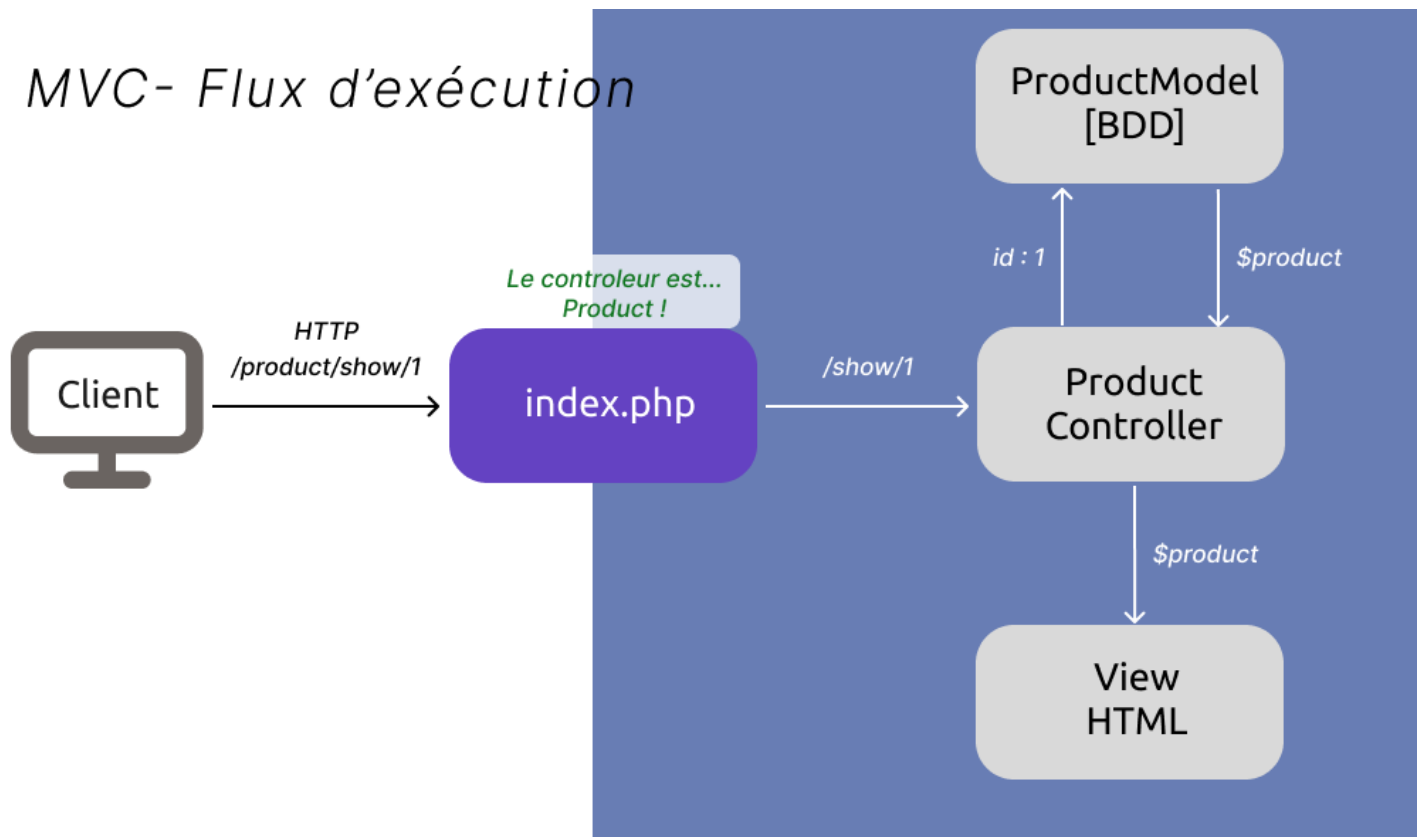 MVC- Flux d'exécution
ProductModel
[BDD]
id : 1
$product
Le controleur est...
Product !
HTTP
/product/show/1
Client
index.php
/show/1
Product
Controller
$product
View
HTML